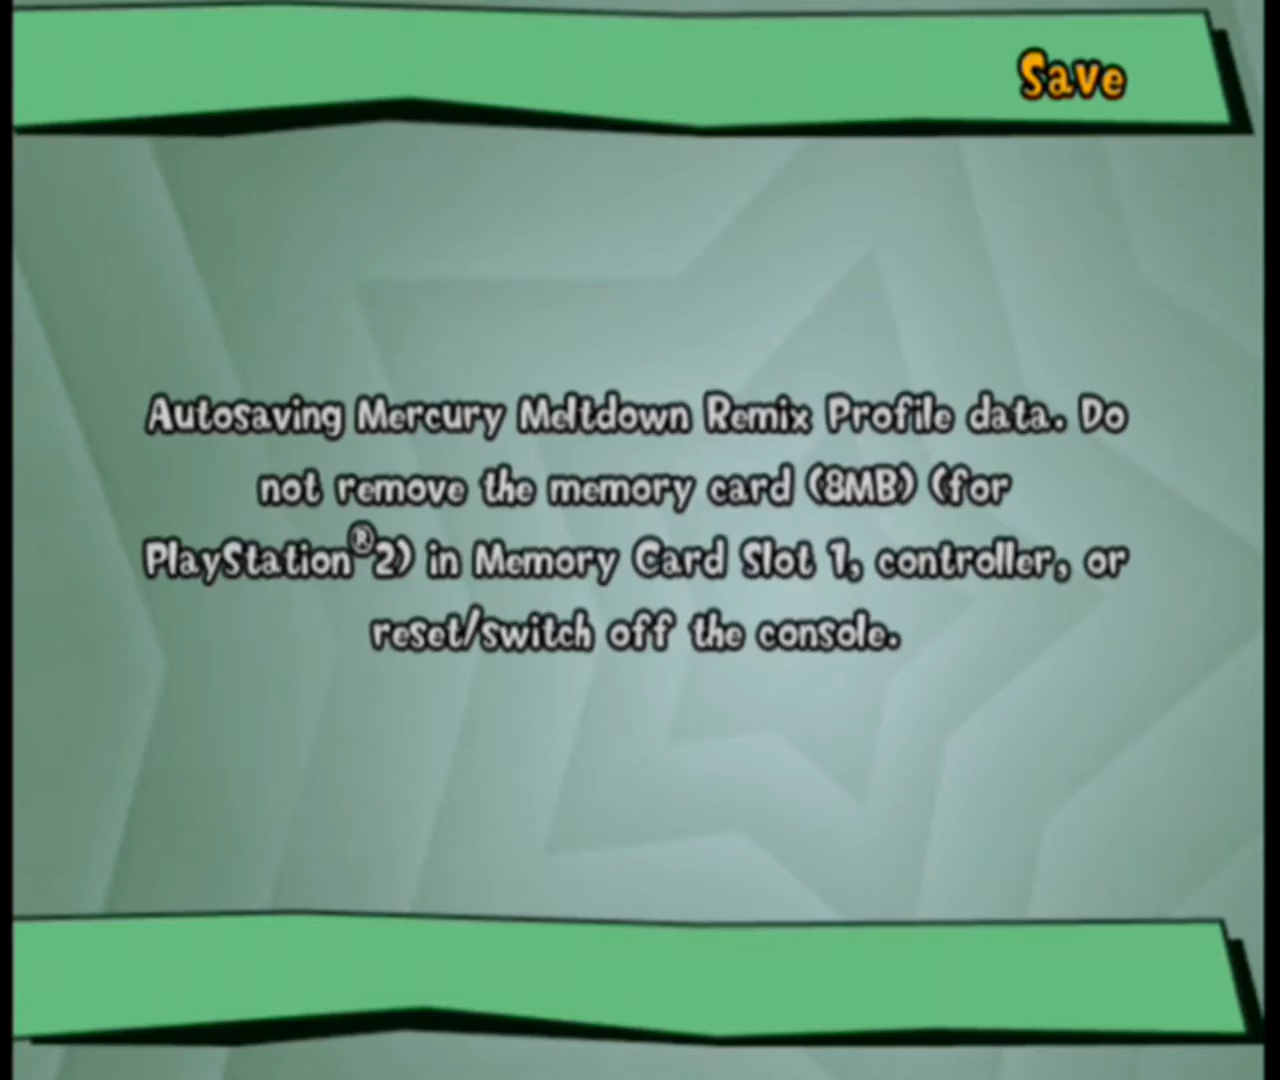 Save
Autosaving Mercury Meltdown Remix Profile data. Do
not remove the memory card (8MB) (for
PlayStation®2) in Memory Card Slot 1, controller, or
reset/switch off the console.